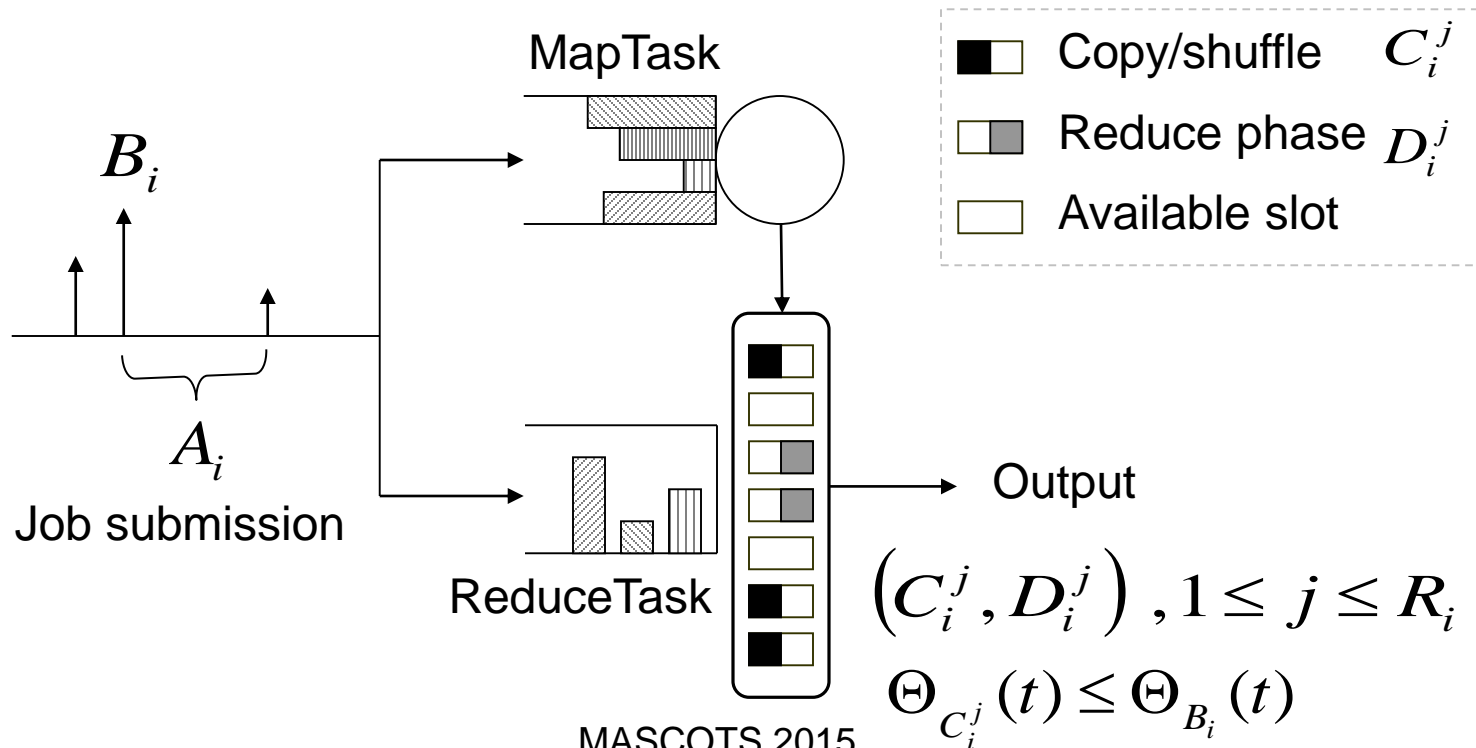 MapTask
Copy/shuffle C_i^j
Reduce phase D_i^j
Available slot
B_i
A_i
Job submission
ReduceTask
Output
(C_i^j, D_i^j), 1 ≤ j ≤ R_i
Θ_{C_i^j}(t) ≤ Θ_{B_i}(t)
MASCOTS 2015